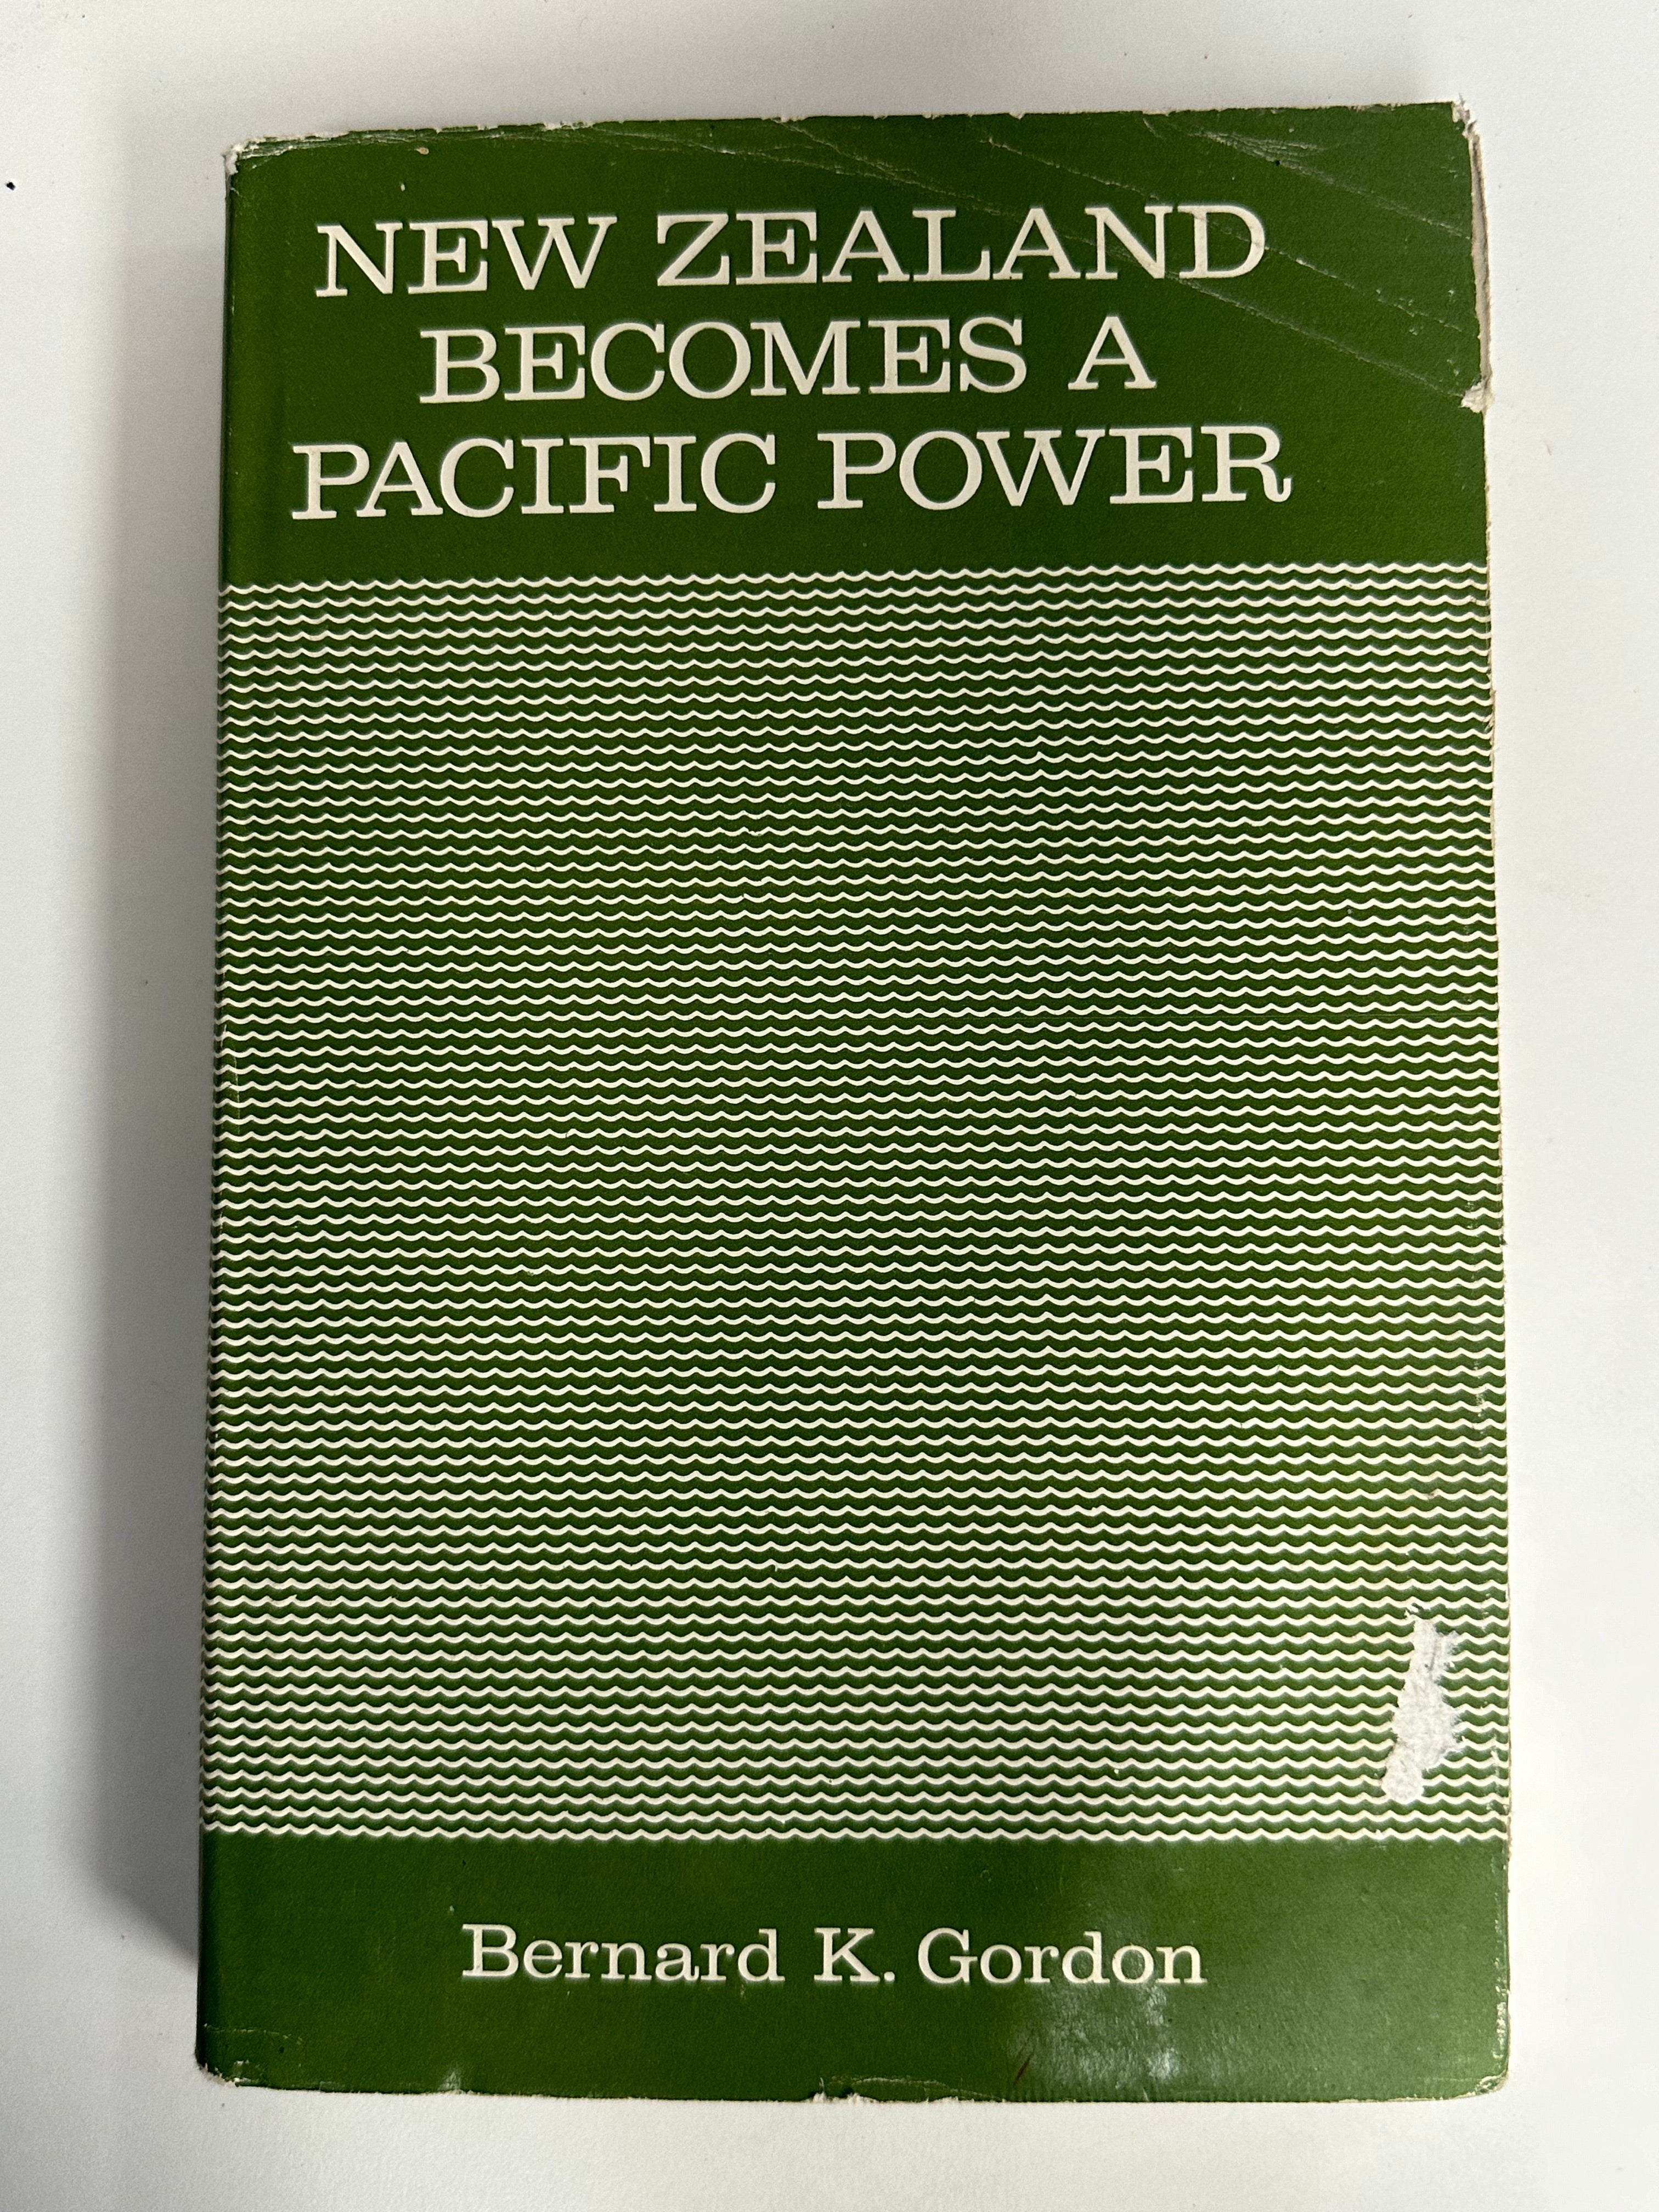 NEW ZEALAND
BECOMES A
PACIFIC POWER
Bernard K. Gordon